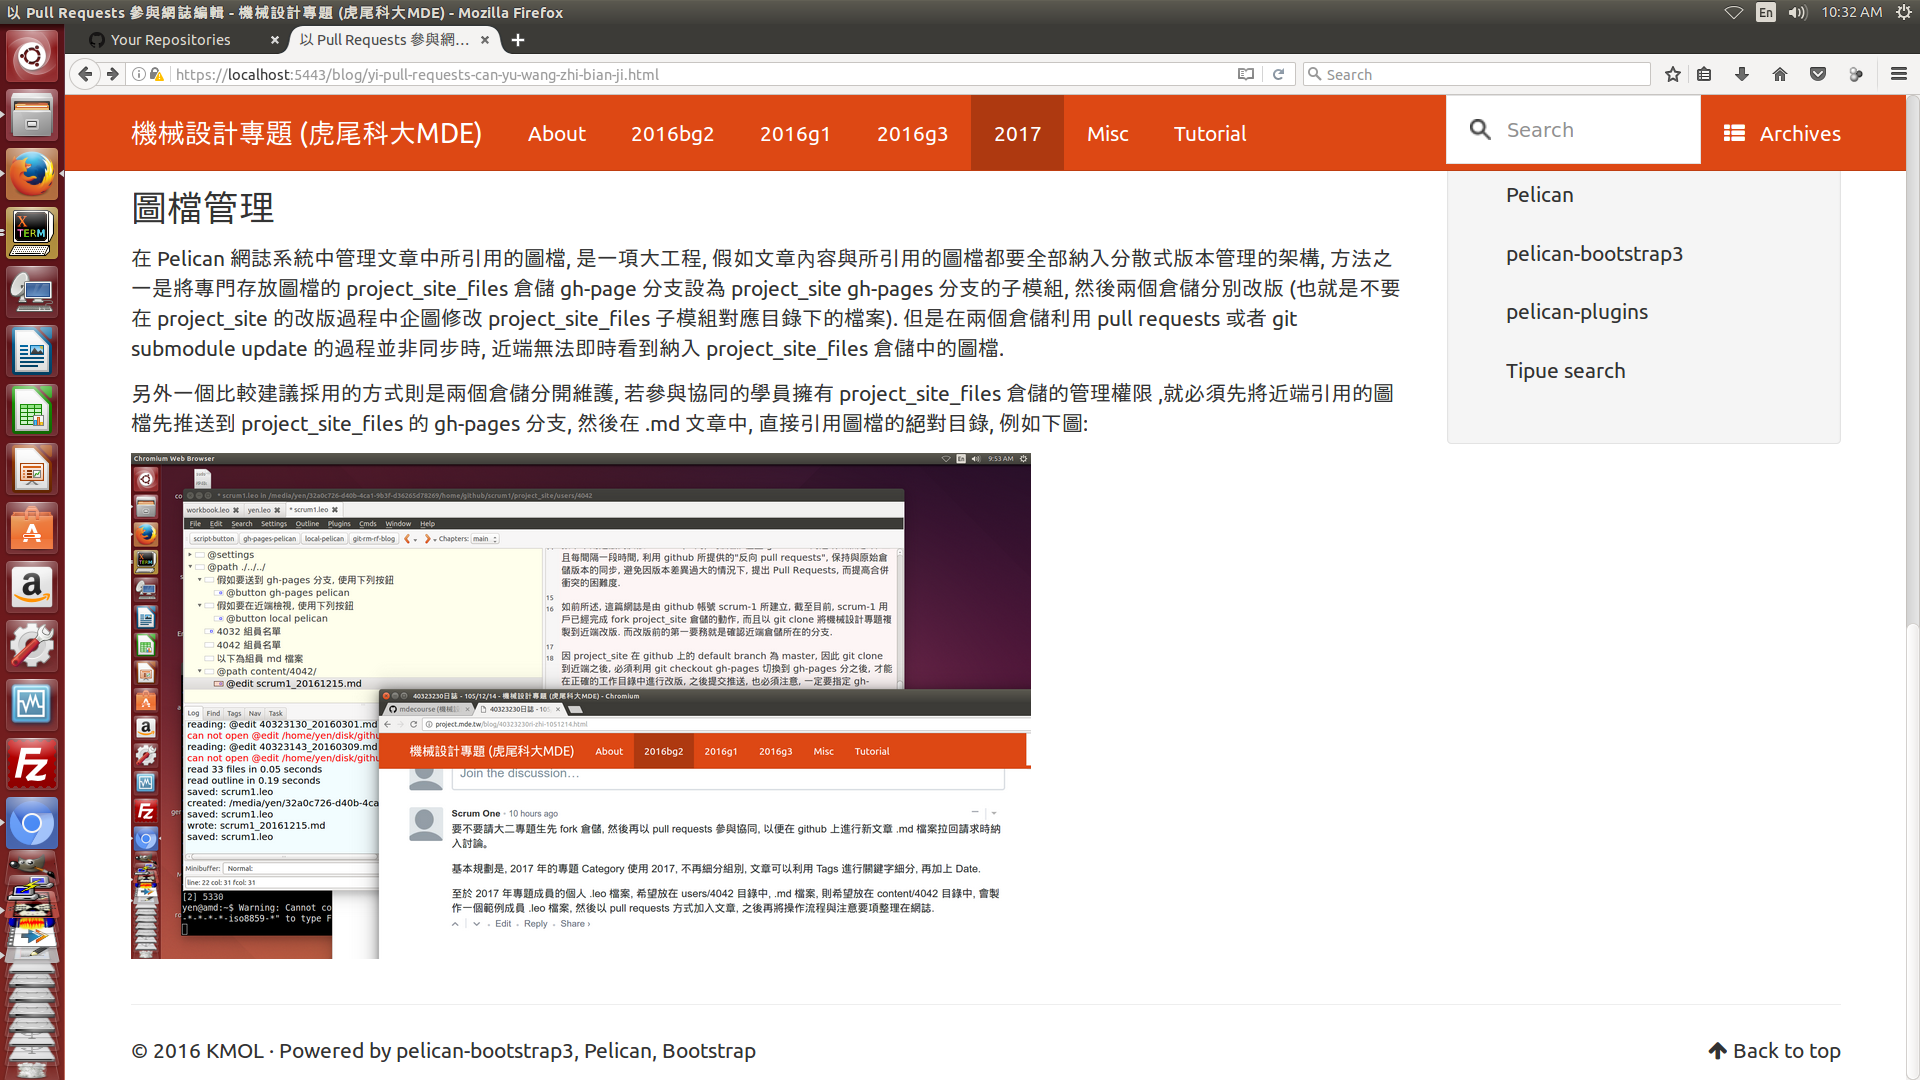 以 Pull Requests 參與網誌編輯 - 機械設計專題 (虎尾科大MDE) - Mozilla Firefox
En
10:32 AM
Your Repositories
以 Pull Requests 參與網...
https://localhost:5443/blog/yi-pull-requests-can-yu-wang-zhi-bian-ji.html
Search
機械設計專題 (虎尾科大MDE)
About
2016bg2
2016g1
2016g3
2017
Misc
Tutorial
Search
Archives
圖檔管理
在 Pelican 網誌系統中管理文章中所引用的圖檔, 是一項大工程, 假如文章內容與所引用的圖檔都要全部納入分散式版本管理的架構, 方法之
一是將專門存放圖檔的 project_site_files 倉儲 gh-page 分支設為 project_site gh-pages 分支的子模組, 然後兩個倉儲分別改版 (也就是不要
在 project_site 的改版過程中企圖修改 project_site_files 子模組對應目錄下的檔案). 但是在兩個倉儲利用 pull requests 或者 git
submodule update 的過程並非同步時, 近端無法即時看到納入 project_site_files 倉儲中的圖檔.
另外一個比較建議採用的方式則是兩個倉儲分開維護, 若參與協同的學員擁有 project_site_files 倉儲的管理權限 ,就必須先將近端引用的圖
檔先推送到 project_site_files 的 gh-pages 分支, 然後在 .md 文章中, 直接引用圖檔的絕對目錄, 例如下圖:
Pelican
pelican-bootstrap3
pelican-plugins
Tipue search
XTERM
Chromium Web Browser
En
9:53 AM
* scrum1.leo in /media/yen/32a0c726-d40b-4ca1-9b3f-d36265d78269/home/github/scrum1/project_site/users/4042
workbook.leo
yen.leo
* scrum1.leo
File Edit Search Settings Outline Plugins Cmds Window Help
script-button
gh-pages-pelican
local-pelican
git-rm-rf-blog
Chapters: main
@settings
@path ./../../
假如要送到 gh-pages 分支, 使用下列按鈕
@button gh-pages pelican
假如要在近端檢視, 使用下列按鈕
@button local pelican
4032 組員名單
4042 組員名單
以下為組員 md 檔案
@path content/4042/
@edit scrum1_20161215.md
且每間隔一段時間, 利用 github 所提供的"反向 pull requests", 保持與原始倉
儲版本的同步, 避免因版本差異過大的情況下, 提出 Pull Requests, 而提高合併
衝突的困難度.
15
16 如前所述, 這篇網誌是由 github 帳號 scrum-1 所建立, 截至目前, scrum-1 用
戶已經完成 fork project_site 倉儲的動作, 而且以 git clone 將機械設計專題複
製到近端改版. 而改版前的第一要務就是確認近端倉儲所在的分支.
17
18 因 project_site 在 github 上的 default branch 為 master, 因此 git clone
到近端之後, 必須利用 git checkout gh-pages 切換到 gh-pages 分之後, 才能
在正確的工作目錄中進行改版, 之後提交推送, 也必須注意, 一定要指定 gh-
Log Find Tags Nav Task
reading: @edit 40323130_20160301.md
can not open @edit /home/yen/disk/githu
reading: @edit 40323143_20160309.md
can not open @edit /home/yen/disk/githu
read 33 files in 0.05 seconds
read outline in 0.19 seconds
saved: scrum1.leo
created: /media/yen/32a0c726-d40b-4ca
saved: scrum1.leo
wrote: scrum1_20161215.md
saved: scrum1.leo
Minibuffer: Normal:
line: 22 col: 31 fcol: 31
[2] 5330
yen@amd:~$ Warning: Cannot co
-*-*-*-*-iso8859-*" to type F
40323230日誌 - 105/12/14 - 機械設計專題 (虎尾科大MDE) - Chromium
mdecourse (機械設
40323230日誌 - 105
project.mde.tw/blog/40323230ri-zhi-1051214.html
機械設計專題 (虎尾科大MDE) About 2016bg2 2016g1 2016g3 Misc Tutorial
Join the discussion...
Scrum One · 10 hours ago
要不要請大二專題生先 fork 倉儲, 然後再以 pull requests 參與協同, 以便在 github 上進行新文章 .md 檔案拉回請求時納
入討論。
基本規劃是, 2017 年的專題 Category 使用 2017, 不再細分組別, 文章可以利用 Tags 進行關鍵字細分, 再加上 Date.
至於 2017 年專題成員的個人 .leo 檔案, 希望放在 users/4042 目錄中, .md 檔案, 則希望放在 content/4042 目錄中, 會製
作一個範例成員 .leo 檔案, 然後以 pull requests 方式加入文章, 之後再將操作流程與注意要項整理在網誌.
Edit · Reply · Share ›
© 2016 KMOL · Powered by pelican-bootstrap3, Pelican, Bootstrap
Back to top